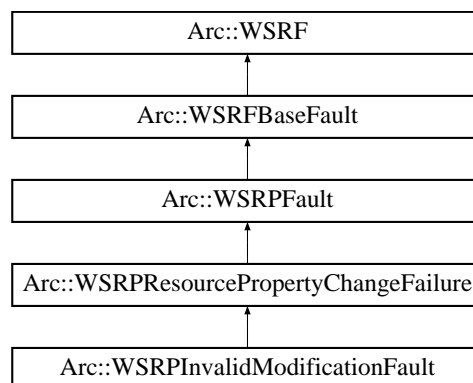 Arc::WSRF
Arc::WSRFBaseFault
Arc::WSRPFault
Arc::WSRPResourcePropertyChangeFailure
Arc::WSRPInvalidModificationFault